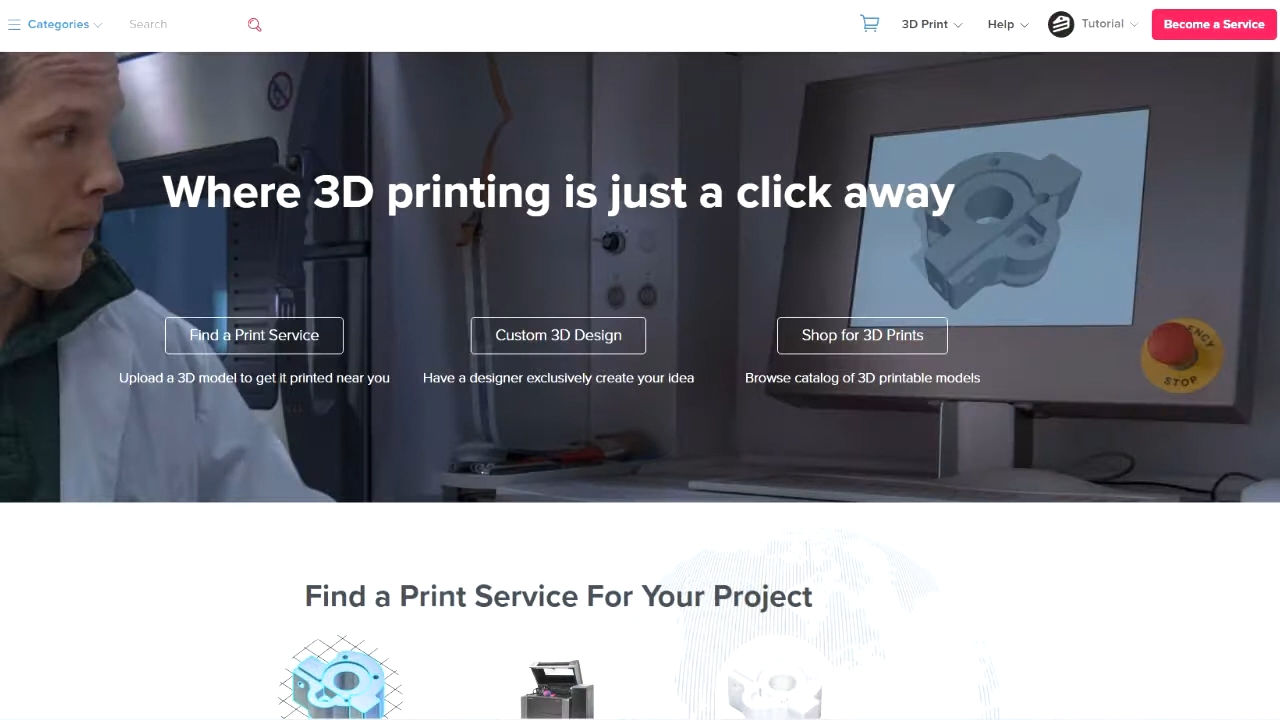 Categories
Search
3D Print
Help
Tutorial
Become a Service
Where 3D printing is just a click away
Find a Print Service
Custom 3D Design
Shop for 3D Prints
Upload a 3D model to get it printed near you
Have a designer exclusively create your idea
Browse catalog of 3D printable models
STOP
Find a Print Service For Your Project